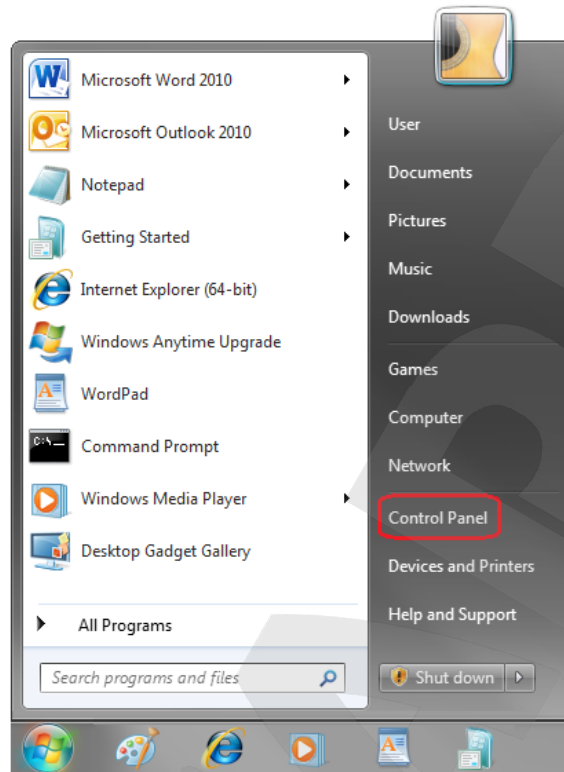 Microsoft Word 2010
Microsoft Outlook 2010
Notepad
Getting Started
Internet Explorer (64-bit)
Windows Anytime Upgrade
WordPad
C:\
Command Prompt
Windows Media Player
Desktop Gadget Gallery
All Programs
Search programs and files
User
Documents
Pictures
Music
Downloads
Games
Computer
Network
Control Panel
Devices and Printers
Help and Support
Shut down